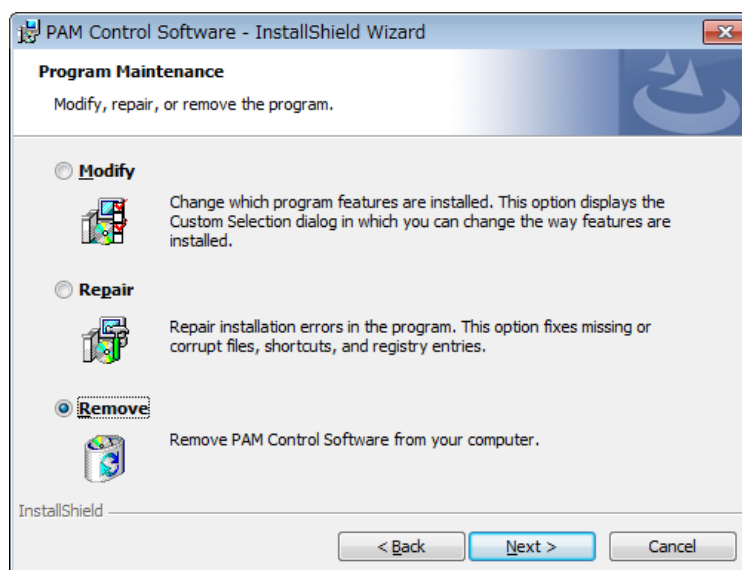 PAM Control Software - InstallShield Wizard
Program Maintenance
Modify, repair, or remove the program.
Modify
Change which program features are installed. This option displays the
Custom Selection dialog in which you can change the way features are
installed.
Repair
Repair installation errors in the program. This option fixes missing or
corrupt files, shortcuts, and registry entries.
Remove
Remove PAM Control Software from your computer.
InstallShield
< Back
Next >
Cancel